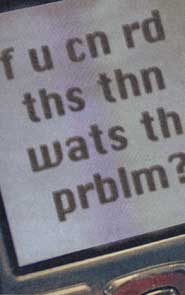 f u cn rd
ths thn
wats th
prblm?